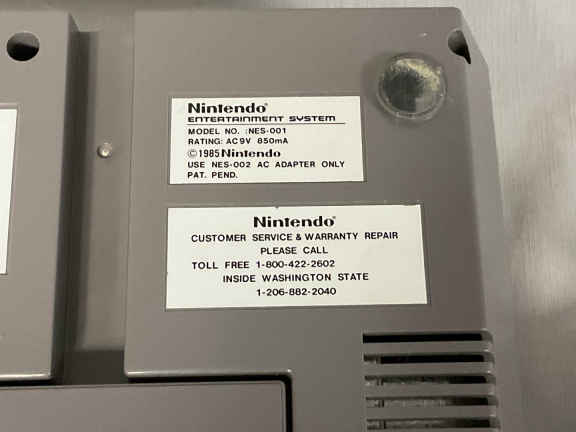 Nintendo®
ENTERTAINMENT SYSTEM
MODEL NO. :NES-001
RATING: AC9V 850mA
©1985 Nintendo
USE NES-002 AC ADAPTER ONLY
PAT. PEND.
Nintendo®
CUSTOMER SERVICE & WARRANTY REPAIR
PLEASE CALL
TOLL FREE 1-800-422-2602
INSIDE WASHINGTON STATE
1-206-882-2040